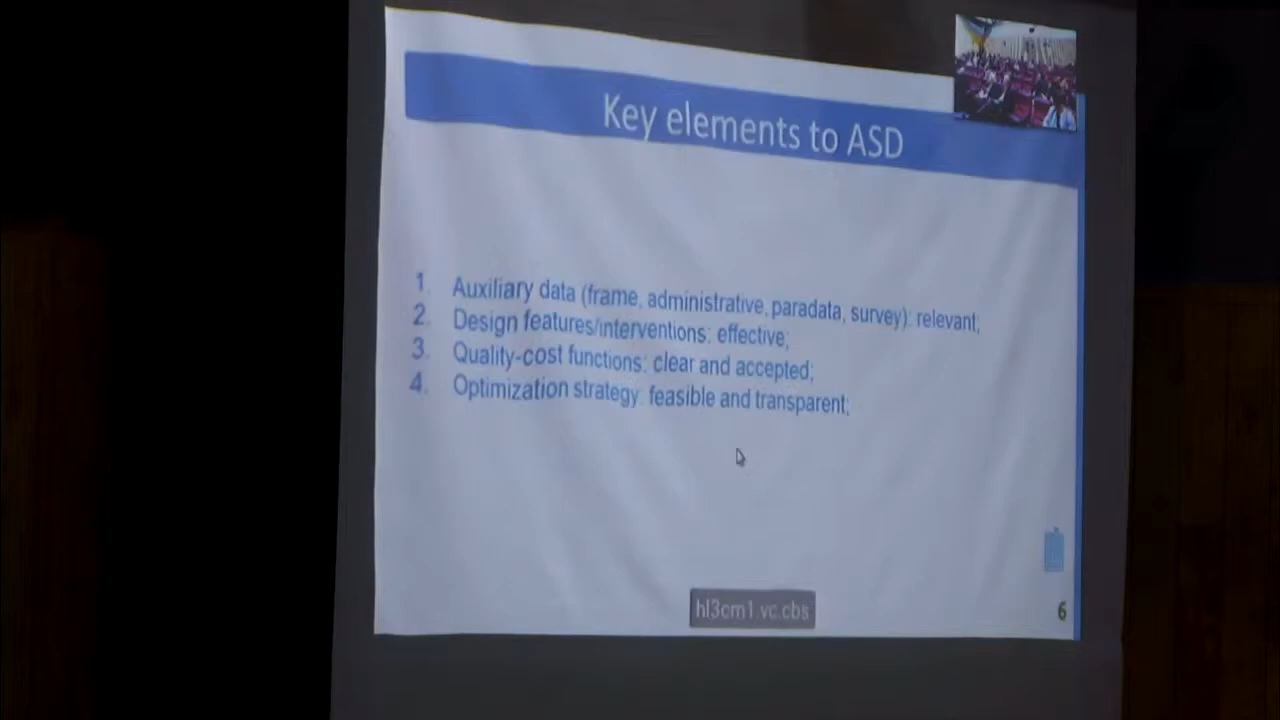 Key elements to ASD
1. Auxiliary data (frame, administrative, paradata, survey): relevant;
2. Design features/interventions: effective;
3. Quality-cost functions: clear and accepted;
4. Optimization strategy: feasible and transparent;
hl3cm1.vc.cbs
6